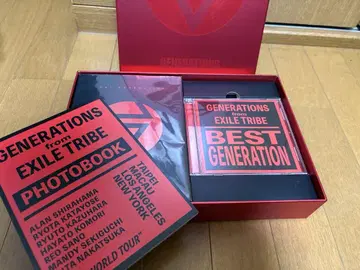 GENERATIONS
GENERATIONS
from
EXILE TRIBE
BEST
GENERATION
GENERATIONS
from
EXILE TRIBE
PHOTOBOOK
TAIPEI
MACAU
LOS ANGELES
NEW YORK
ALAN SHIRAHAMA
RYOTA KATAYOSE
RYUTO KAZUHARA
HAYATO KOMORI
REO SANO
MANDY SEKIGUCHI
YUTA NAKATSUKA
WORLD TOUR"